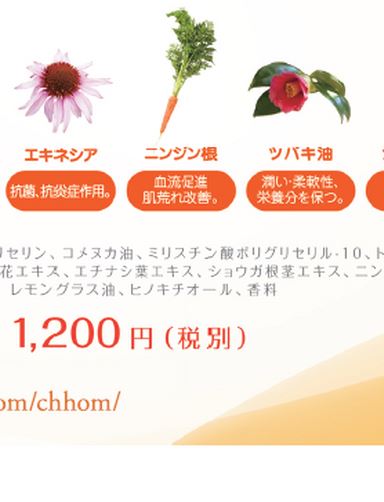 エキネシア
ニンジン根
ツバキ油
抗菌、抗炎症作用。
血流促進
肌荒れ改善。
潤い・柔軟性、
栄養分を保つ。
リセリン、コメヌカ油、ミリスチン酸ポリグリセリル-10、ト
花エキス、エチナシ葉エキス、ショウガ根茎エキス、ニン
レモングラス油、ヒノキチオール、香料
1,200円(税別)
om/chhom/